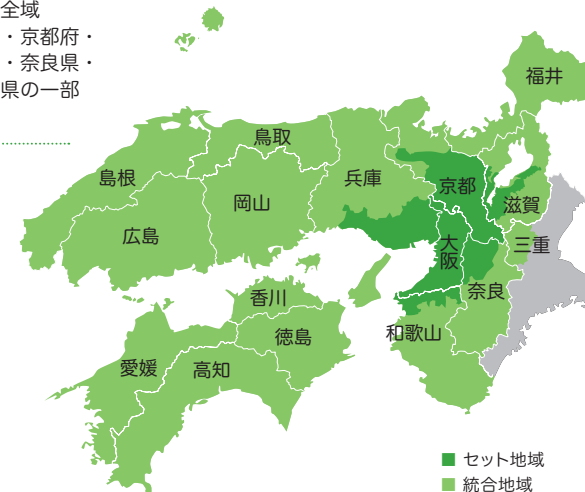 全域
・京都府・
・奈良県・
県の一部
福井
鳥取
島根
兵庫
京都
岡山
滋賀
広島
大阪
三重
奈良
香川
和歌山
徳島
愛媛
高知
セット地域
統合地域